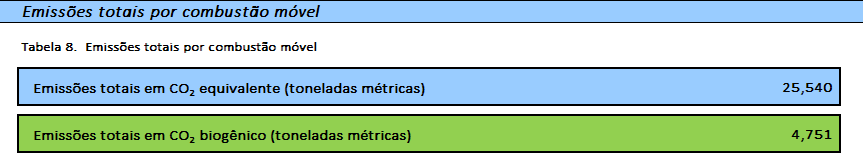 Emissões totais por combustão móvel
Tabela 8. Emissões totais por combustão móvel
Emissões totais em CO₂ equivalente (toneladas métricas) 25,540
Emissões totais em CO₂ biogênico (toneladas métricas) 4,751